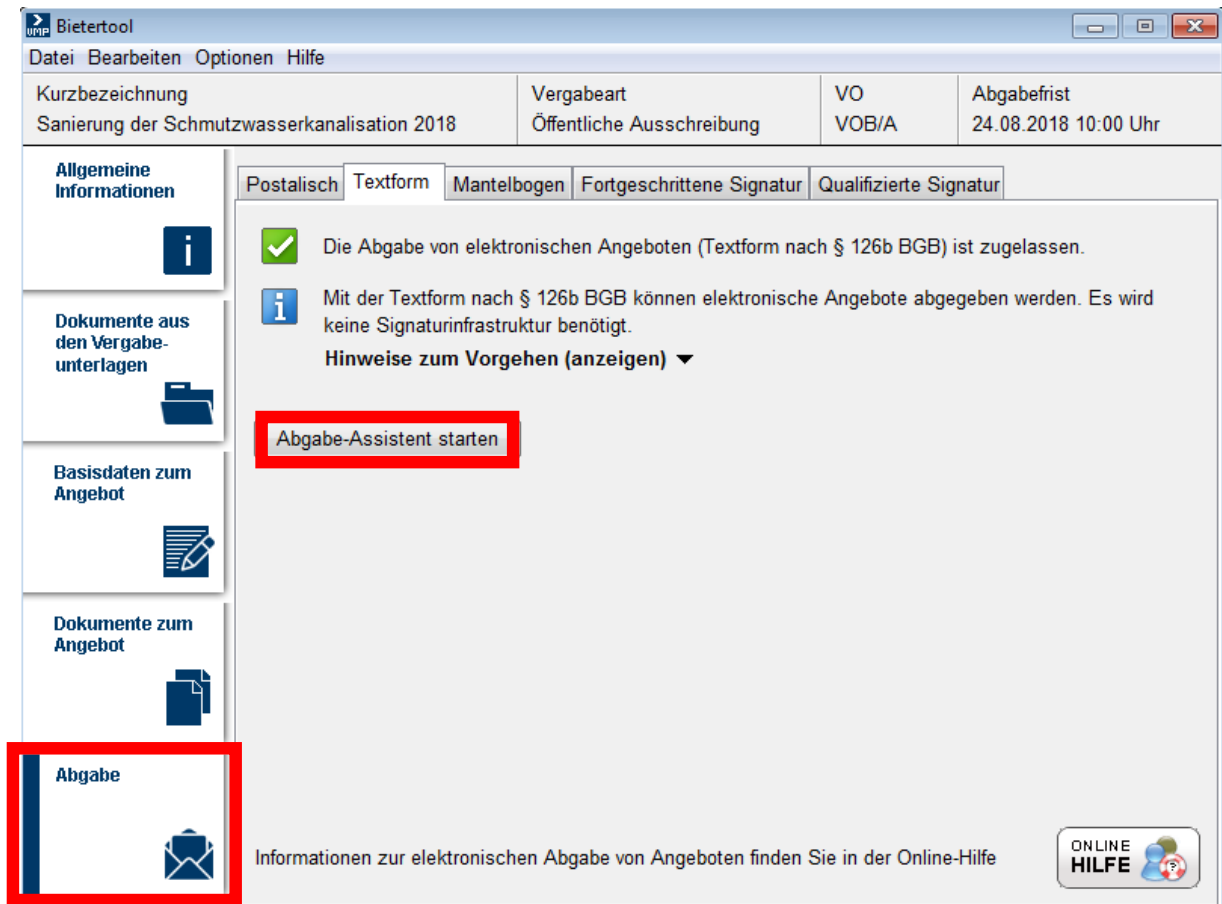 UMP Bietertool
Datei Bearbeiten Optionen Hilfe
Kurzbezeichnung Vergabeart VO Abgabefrist
Sanierung der Schmutzwasserkanalisation 2018 Öffentliche Ausschreibung VOB/A 24.08.2018 10:00 Uhr
Allgemeine
Informationen
i
Dokumente aus
den Vergabe-
unterlagen
Basisdaten zum
Angebot
Dokumente zum
Angebot
Abgabe
Postalisch Textform Mantelbogen Fortgeschrittene Signatur Qualifizierte Signatur
Die Abgabe von elektronischen Angeboten (Textform nach § 126b BGB) ist zugelassen.
i
Mit der Textform nach § 126b BGB können elektronische Angebote abgegeben werden. Es wird
keine Signaturinfrastruktur benötigt.
Hinweise zum Vorgehen (anzeigen)
Abgabe-Assistent starten
Informationen zur elektronischen Abgabe von Angeboten finden Sie in der Online-Hilfe
ONLINE
HILFE
?